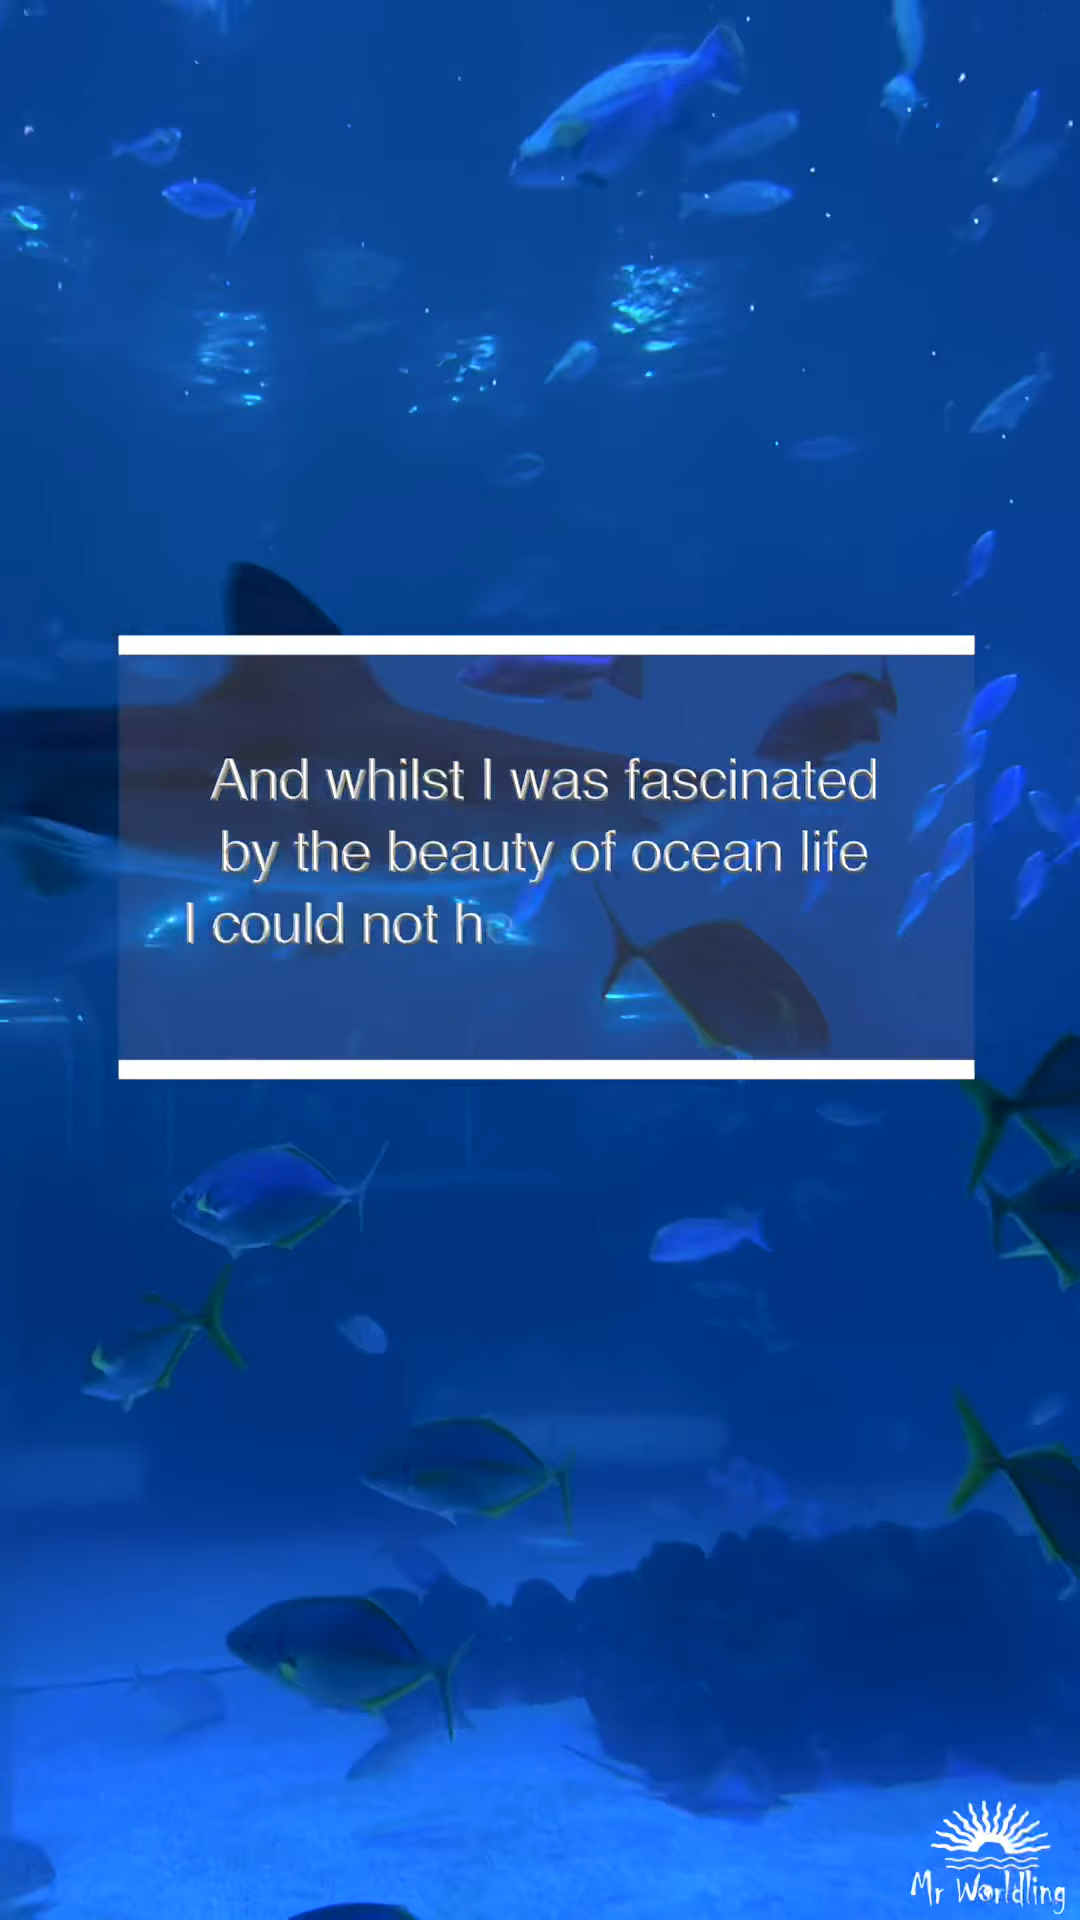 And whilst I was fascinated
by the beauty of ocean life
I could not
Mr Worldling